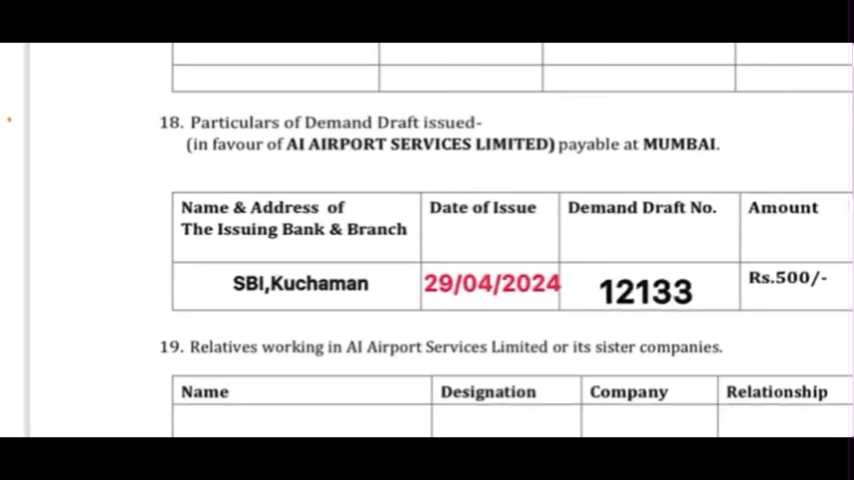 18. Particulars of Demand Draft issued-
(in favour of AI AIRPORT SERVICES LIMITED) payable at MUMBAI.
Name & Address of
The Issuing Bank & Branch
Date of Issue
Demand Draft No.
Amount
SBI,Kuchaman
29/04/2024
12133
Rs.500/-
19. Relatives working in AI Airport Services Limited or its sister companies.
Name
Designation
Company
Relationship